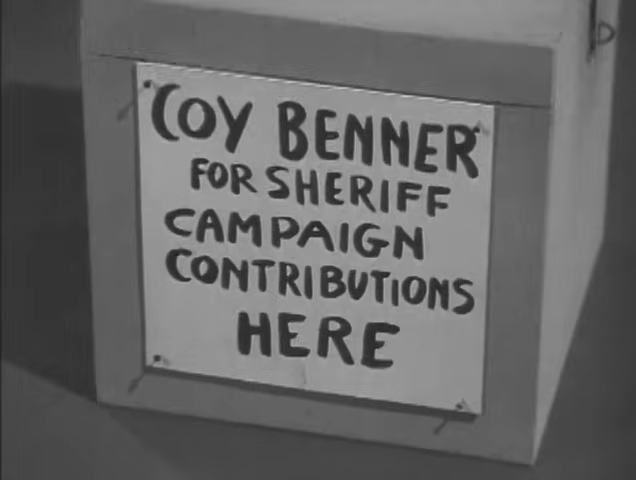 COY BENNER
FOR SHERIFF
CAMPAIGN
CONTRIBUTIONS
HERE